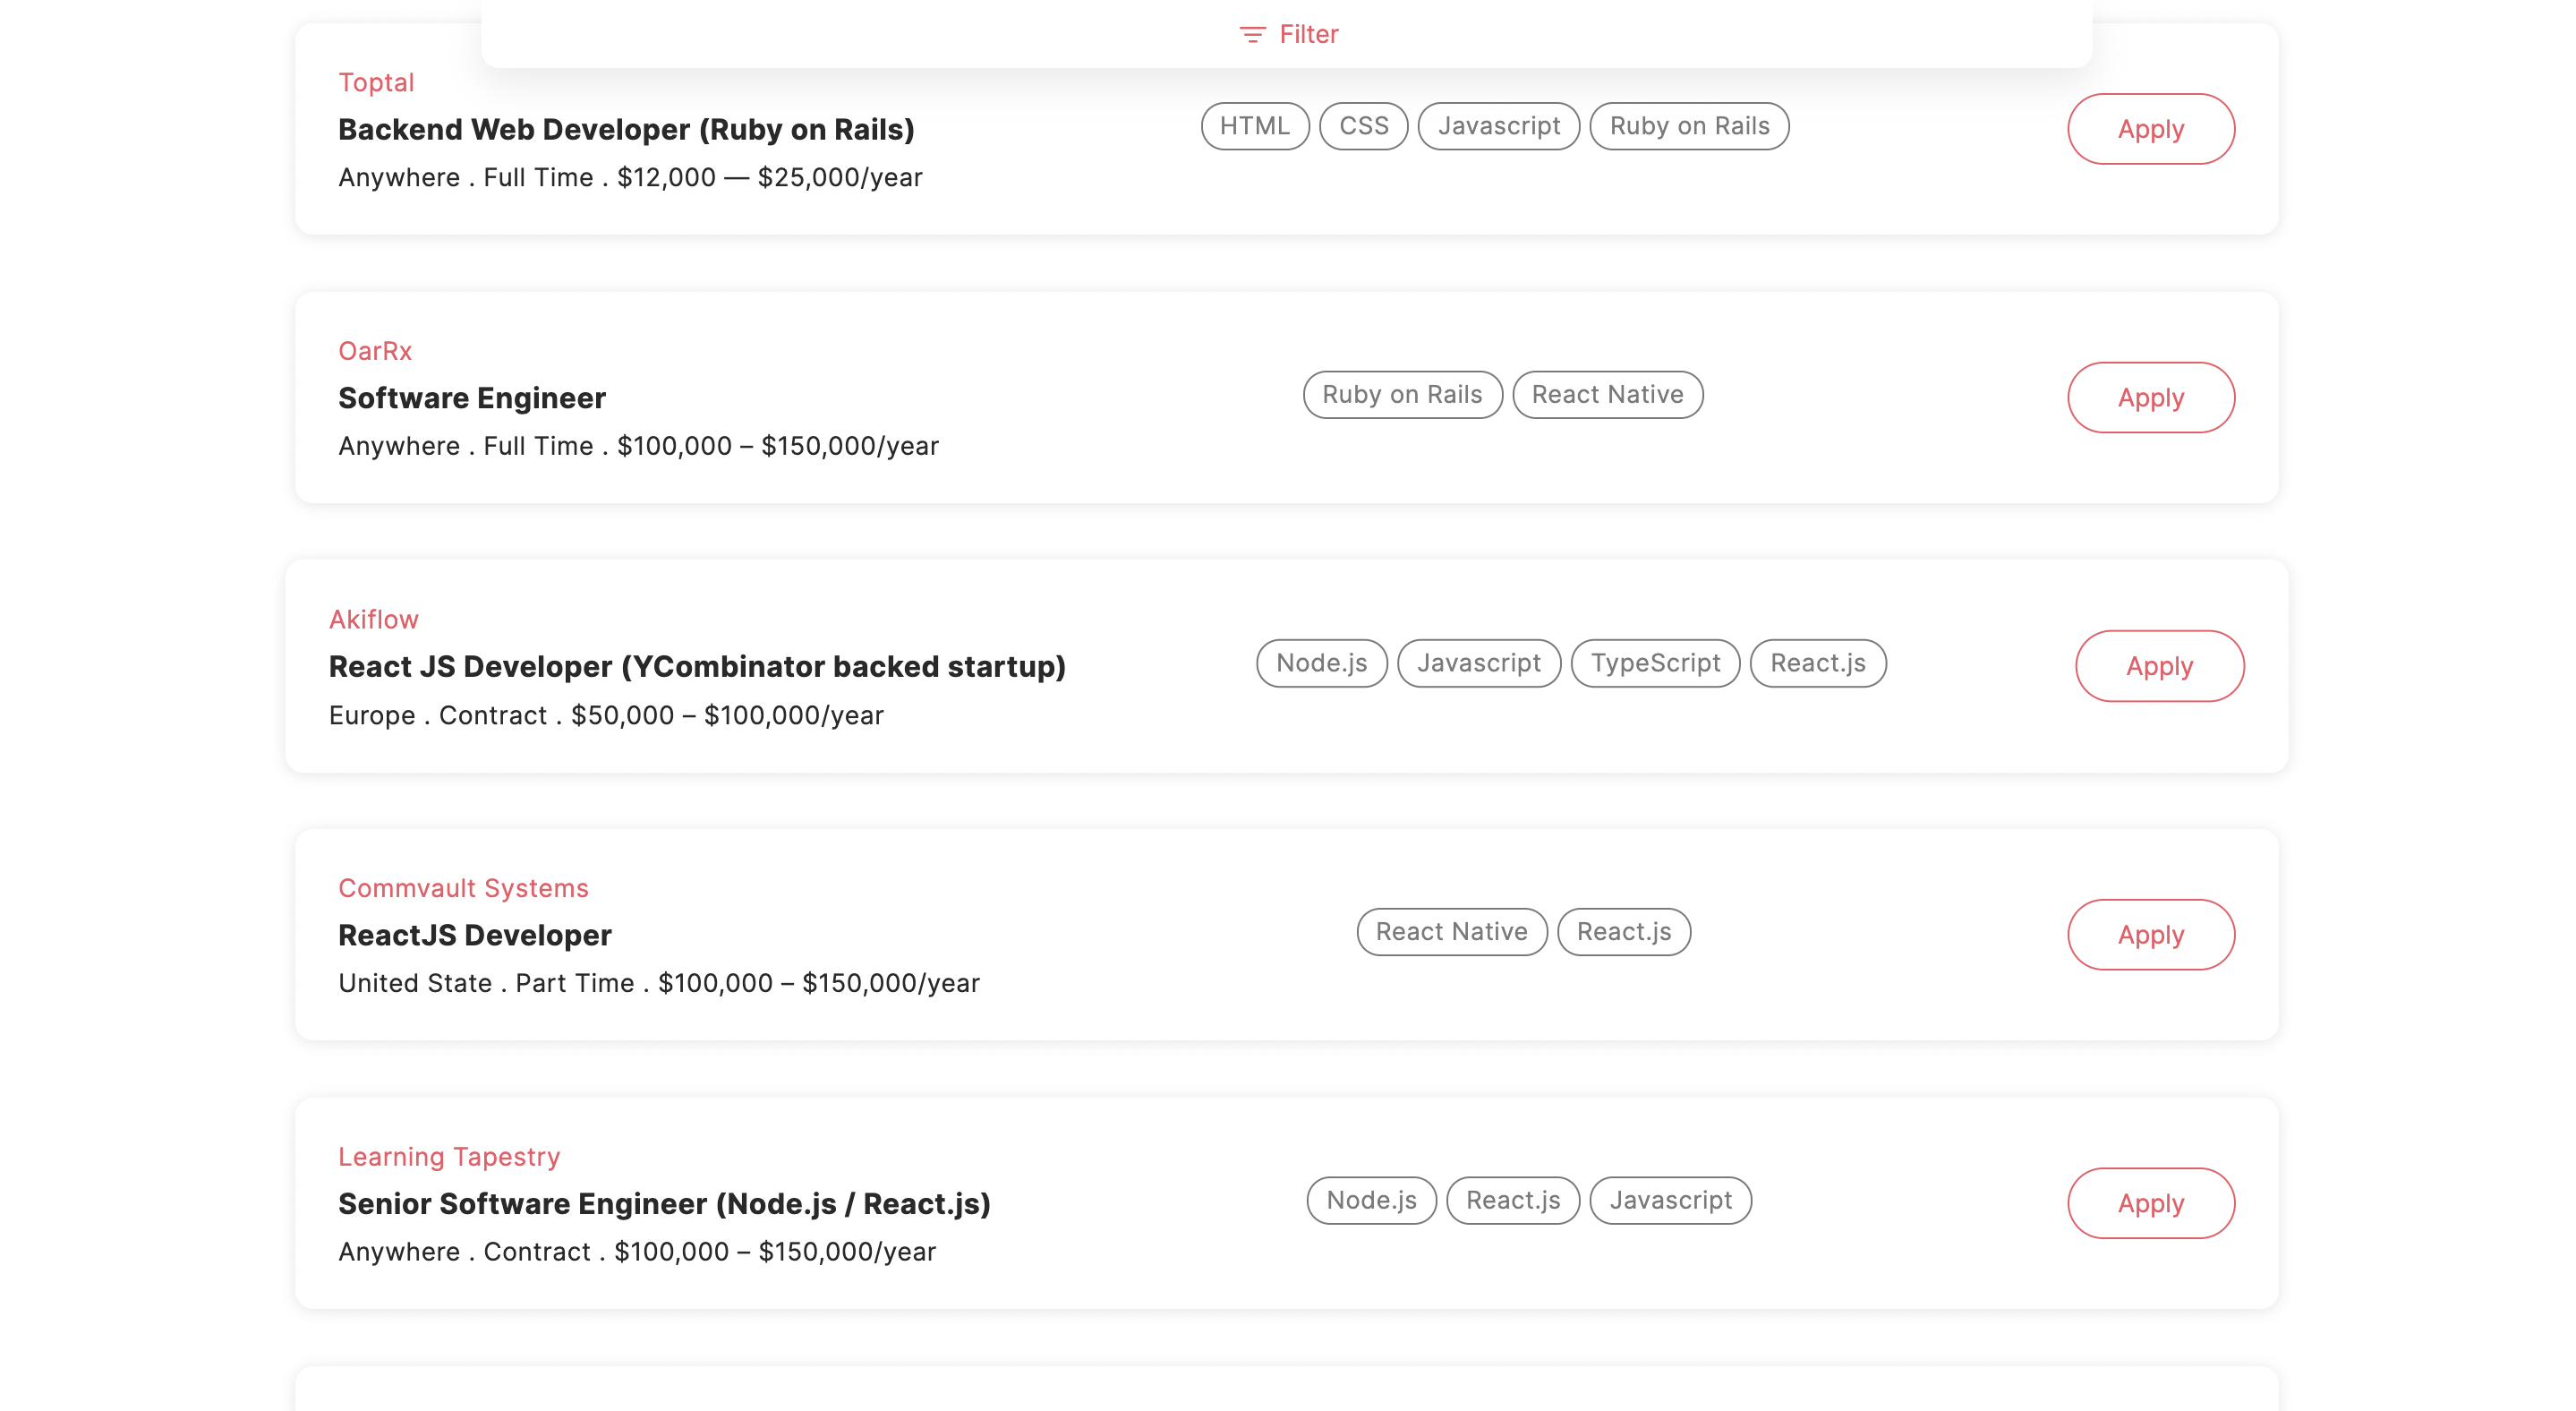 Filter
Toptal
Backend Web Developer (Ruby on Rails)
Anywhere . Full Time . $12,000 — $25,000/year
HTML CSS Javascript Ruby on Rails
Apply
OarRx
Software Engineer
Anywhere . Full Time . $100,000 – $150,000/year
Ruby on Rails React Native
Apply
Akiflow
React JS Developer (YCombinator backed startup)
Europe . Contract . $50,000 – $100,000/year
Node.js Javascript TypeScript React.js
Apply
Commvault Systems
ReactJS Developer
United State . Part Time . $100,000 – $150,000/year
React Native React.js
Apply
Learning Tapestry
Senior Software Engineer (Node.js / React.js)
Anywhere . Contract . $100,000 – $150,000/year
Node.js React.js Javascript
Apply